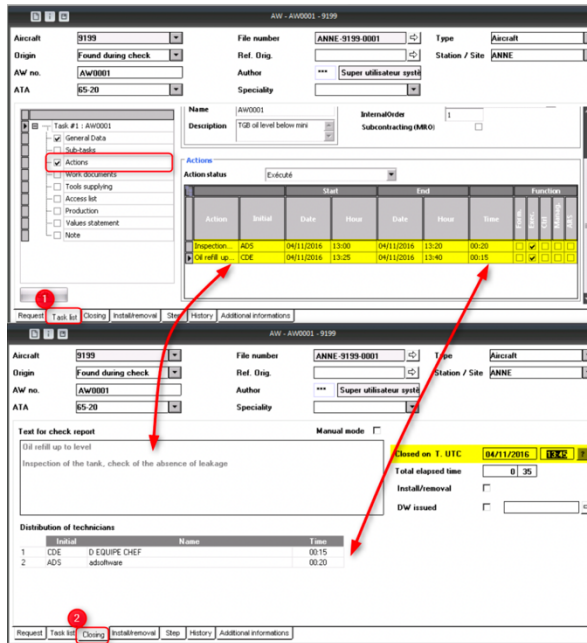 AW - AW0001 - 9199
Aircraft 9199 File number ANNE-9199-0001 Type Aircraft
Origin Found during check Ref. Orig. Station / Site ANNE
AW no. AW0001 Author *** Super utilisateur systè
ATA 65-20 Speciality
Task #1 : AW0001
General Data
Sub-tasks
Actions
Work documents
Tools supplying
Access list
Production
Values statement
Note
Name AW0001 InternalOrder 1
Description TGB oil level below mini Subcontracting (MRO)
Actions
Action status Exécuté
Start End Function
Action Initial Date Hour Date Hour Time Form. Exec. Ctrl Manag. ARS
Inspection... ADS 04/11/2016 13:00 04/11/2016 13:20 00:20
Oil refill up... CDE 04/11/2016 13:25 04/11/2016 13:40 00:15
1
Request Task list Closing Install/removal Step History Additional informations
AW - AW0001 - 9199
Aircraft 9199 File number ANNE-9199-0001 Type Aircraft
Origin Found during check Ref. Orig. Station / Site ANNE
AW no. AW0001 Author *** Super utilisateur systè
ATA 65-20 Speciality
Text for check report Manual mode
Oil refill up to level
Inspection of the tank, check of the absence of leakage
Closed on T. UTC 04/11/2016 13:45
Total elapsed time 0 35
Install/removal
DW issued
Distribution of technicians
Initial Name Time
1 CDE D EQUIPE CHEF 00:15
2 ADS adsoftware 00:20
2
Request Task list Closing Install/removal Step History Additional informations